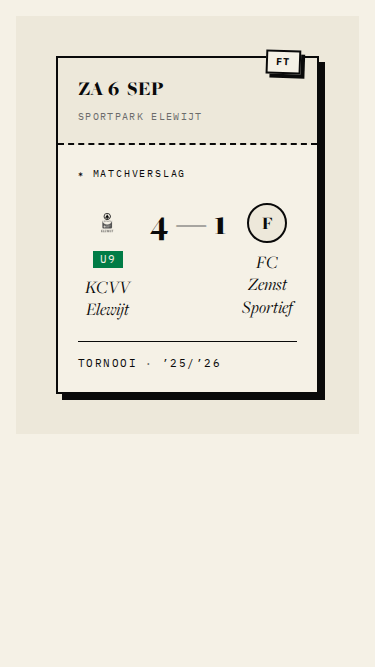 FT
ZA 6 SEP
SPORTPARK ELEWIJT
* MATCHVERSLAG
4 — 1
F
U9
KCVV
Elewijt
FC
Zemst
Sportief
TORNOOI · '25/'26